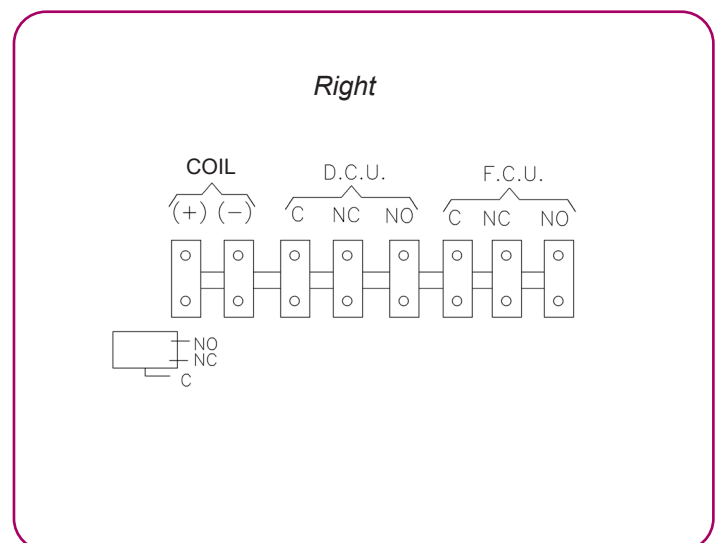 Right
COIL D.C.U. F.C.U.
(+) (-) C NC NO C NC NO
NO
NC
C